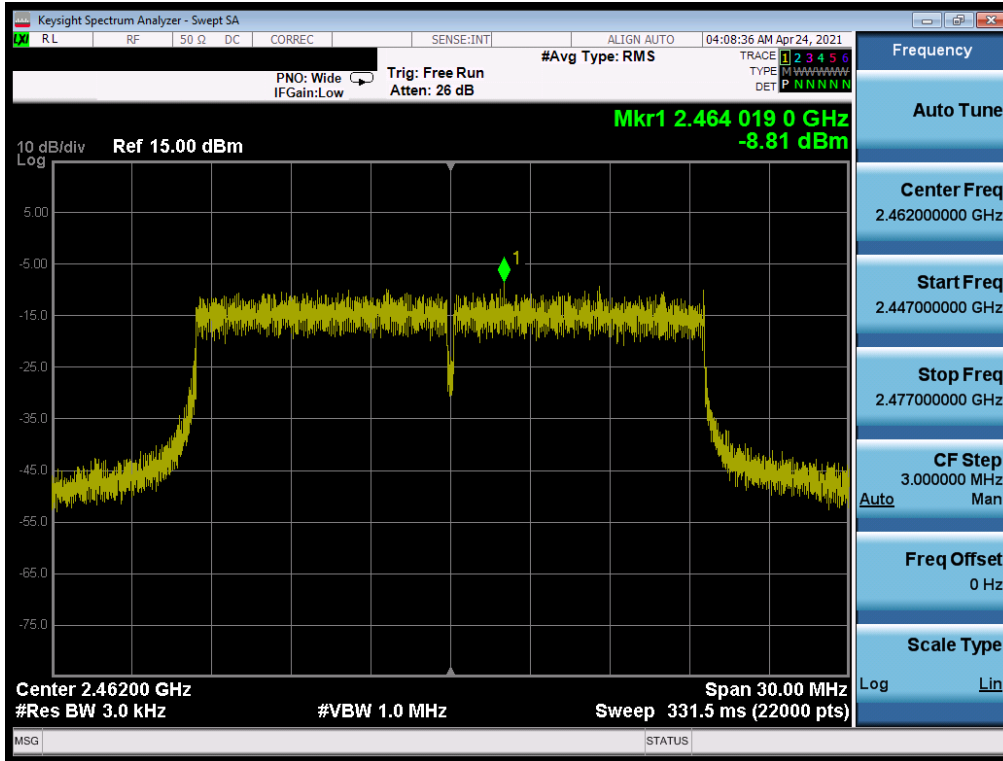 Keysight Spectrum Analyzer - Swept SA
LXI RL RF 50 Ω DC CORREC SENSE:INT ALIGN AUTO 04:08:36 AM Apr 24, 2021
#Avg Type: RMS
TRACE 1 2 3 4 5 6
PNO: Wide Trig: Free Run
TYPE M WWWWW
IFGain:Low Atten: 26 dB
DET P N N N N N
Mkr1 2.464 019 0 GHz
-8.81 dBm
10 dB/div Ref 15.00 dBm
Log
1
5.00
-5.00
-15.0
-25.0
-35.0
-45.0
-55.0
-65.0
-75.0
Center 2.46200 GHz Span 30.00 MHz
#Res BW 3.0 kHz #VBW 1.0 MHz Sweep 331.5 ms (22000 pts)
MSG STATUS
Frequency
Auto Tune
Center Freq
2.462000000 GHz
Start Freq
2.447000000 GHz
Stop Freq
2.477000000 GHz
CF Step
3.000000 MHz
Auto Man
Freq Offset
0 Hz
Scale Type
Log Lin